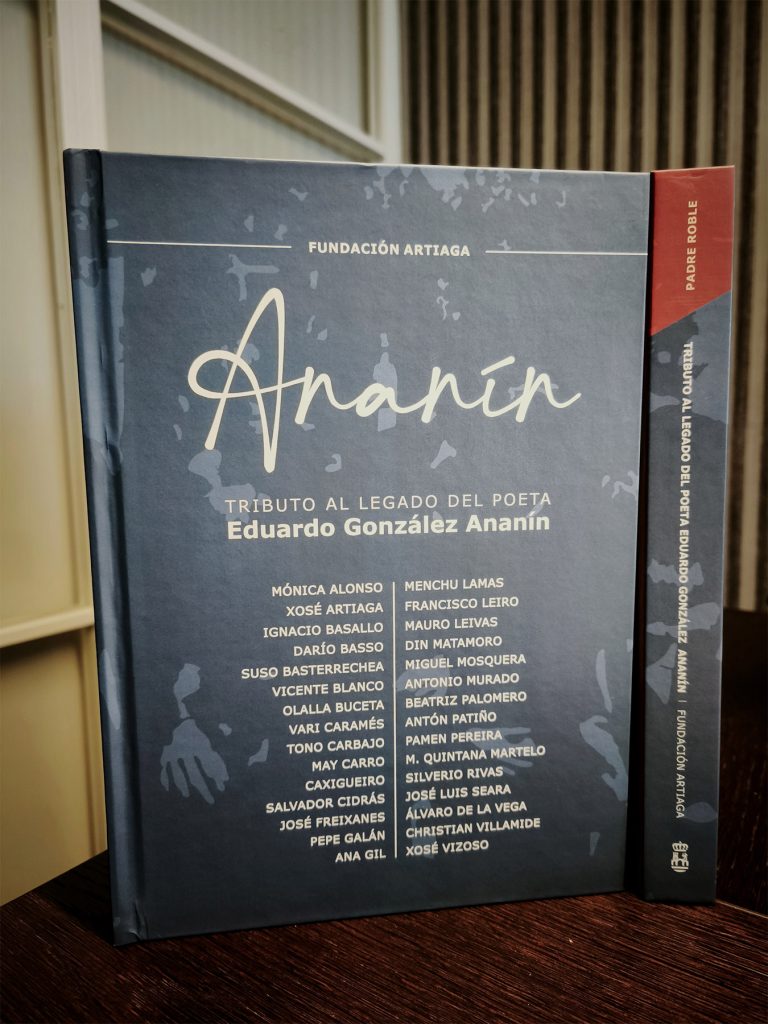 FUNDACIÓN ARTIAGA
Ananín
TRIBUTO AL LEGADO DEL POETA
Eduardo González Ananín
MÓNICA ALONSO
XOSÉ ARTIAGA
IGNACIO BASALLO
DARÍO BASSO
SUSO BASTERRECHEA
VICENTE BLANCO
OLALLA BUCETA
VARI CARAMÉS
TONO CARBAJO
MAY CARRO
CAXIGUEIRO
SALVADOR CIDRÁS
JOSÉ FREIXANES
PEPE GALÁN
ANA GIL
MENCHU LAMAS
FRANCISCO LEIRO
MAURO LEIVAS
DIN MATAMORO
MIGUEL MOSQUERA
ANTONIO MURADO
BEATRIZ PALOMERO
ANTÓN PATIÑO
PAMEN PEREIRA
M. QUINTANA MARTELO
SILVERIO RIVAS
JOSÉ LUIS SEARA
ÁLVARO DE LA VEGA
CHRISTIAN VILLAMIDE
XOSÉ VIZOSO
PADRE ROBLE
TRIBUTO AL LEGADO DEL POETA EDUARDO GONZÁLEZ ANANÍN | FUNDACIÓN ARTIAGA